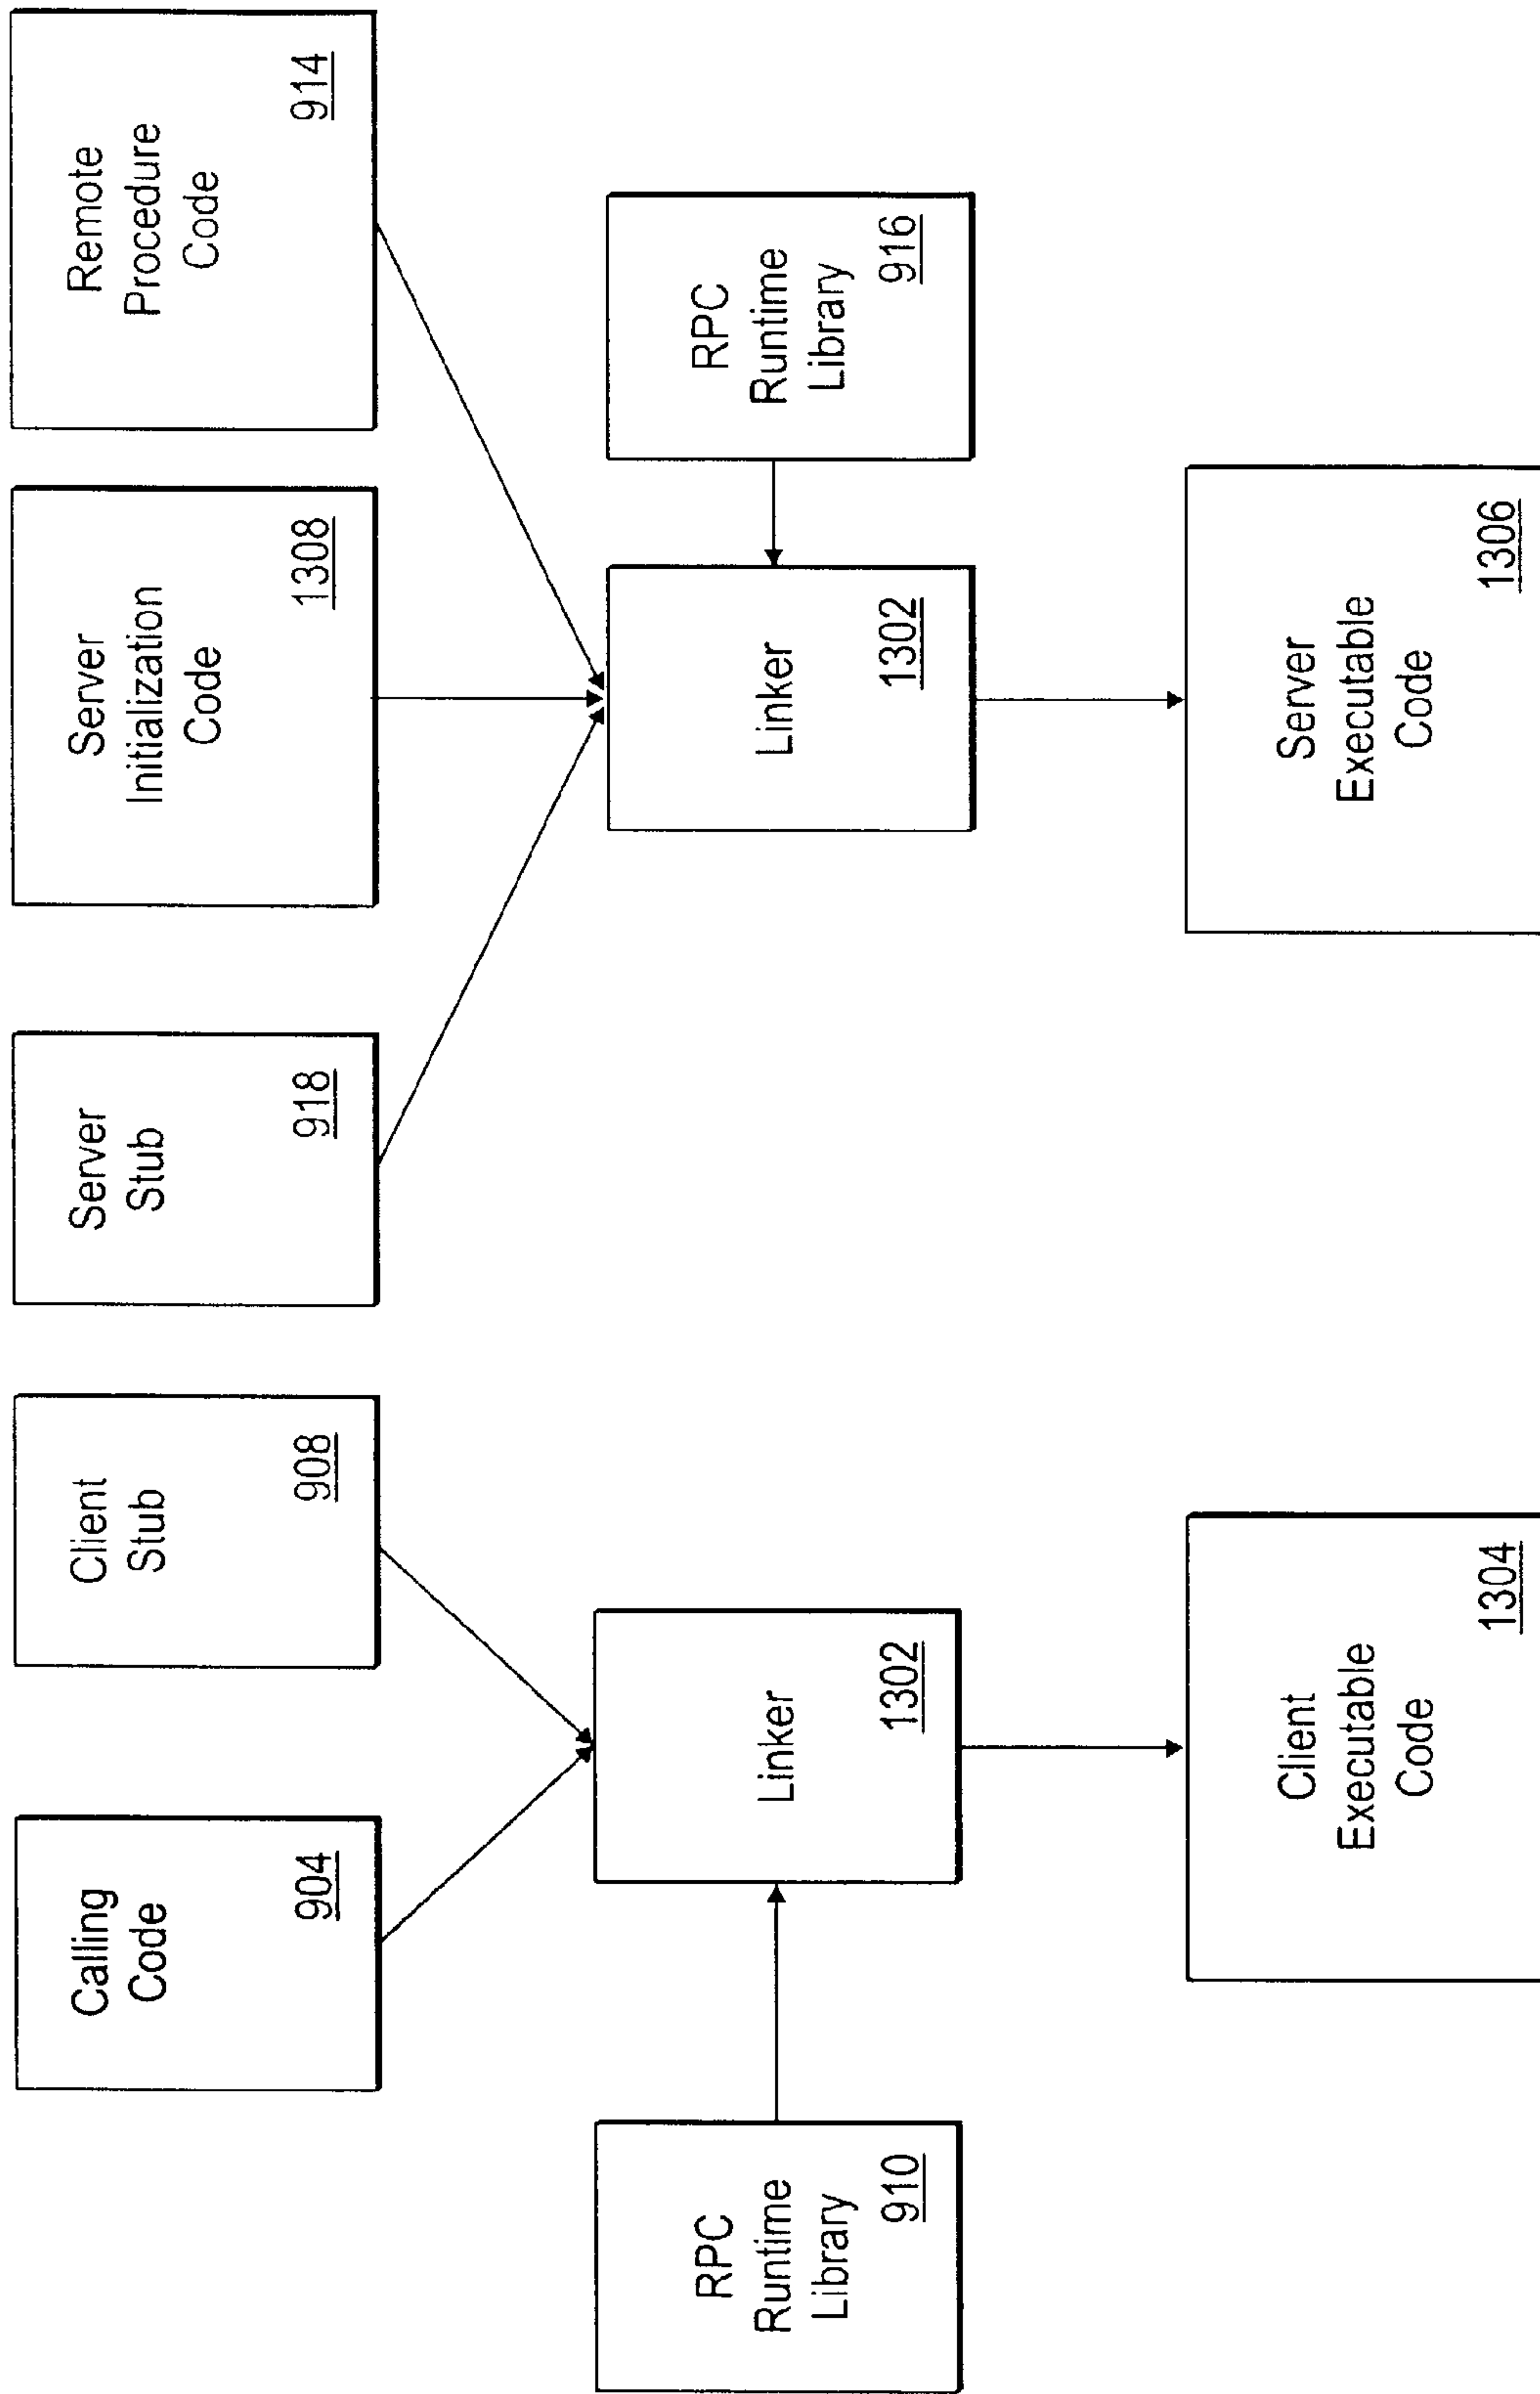 Calling
Code
904
Client
Stub
908
Server
Stub
918
Server
Initialization
Code
1308
Remote
Procedure
Code
914
RPC
Runtime
Library
910
Linker
1302
Linker
1302
RPC
Runtime
Library
916
Client
Executable
Code
1304
Server
Executable
Code
1306